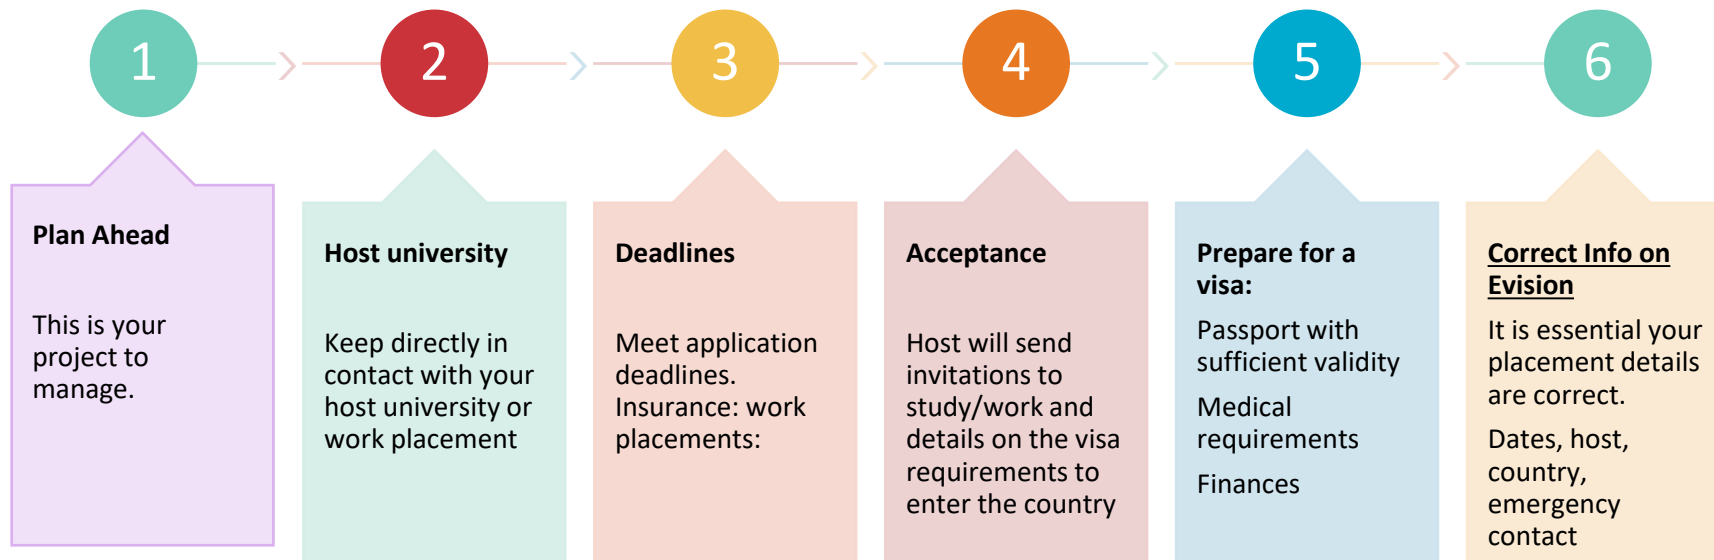 1
2
3
4
5
6
Plan Ahead
This is your
project to
manage.
Host university
Keep directly in
contact with your
host university or
work placement
Deadlines
Meet application
deadlines.
Insurance: work
placements:
Acceptance
Host will send
invitations to
study/work and
details on the visa
requirements to
enter the country
Prepare for a
visa:
Passport with
sufficient validity
Medical
requirements
Finances
Correct Info on
Evision
It is essential your
placement details
are correct.
Dates, host,
country,
emergency
contact